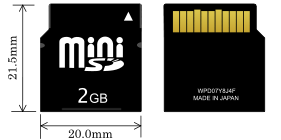 21.5mm
mini
SD
2GB
20.0mm
WPD07Y8J4F
MADE IN JAPAN